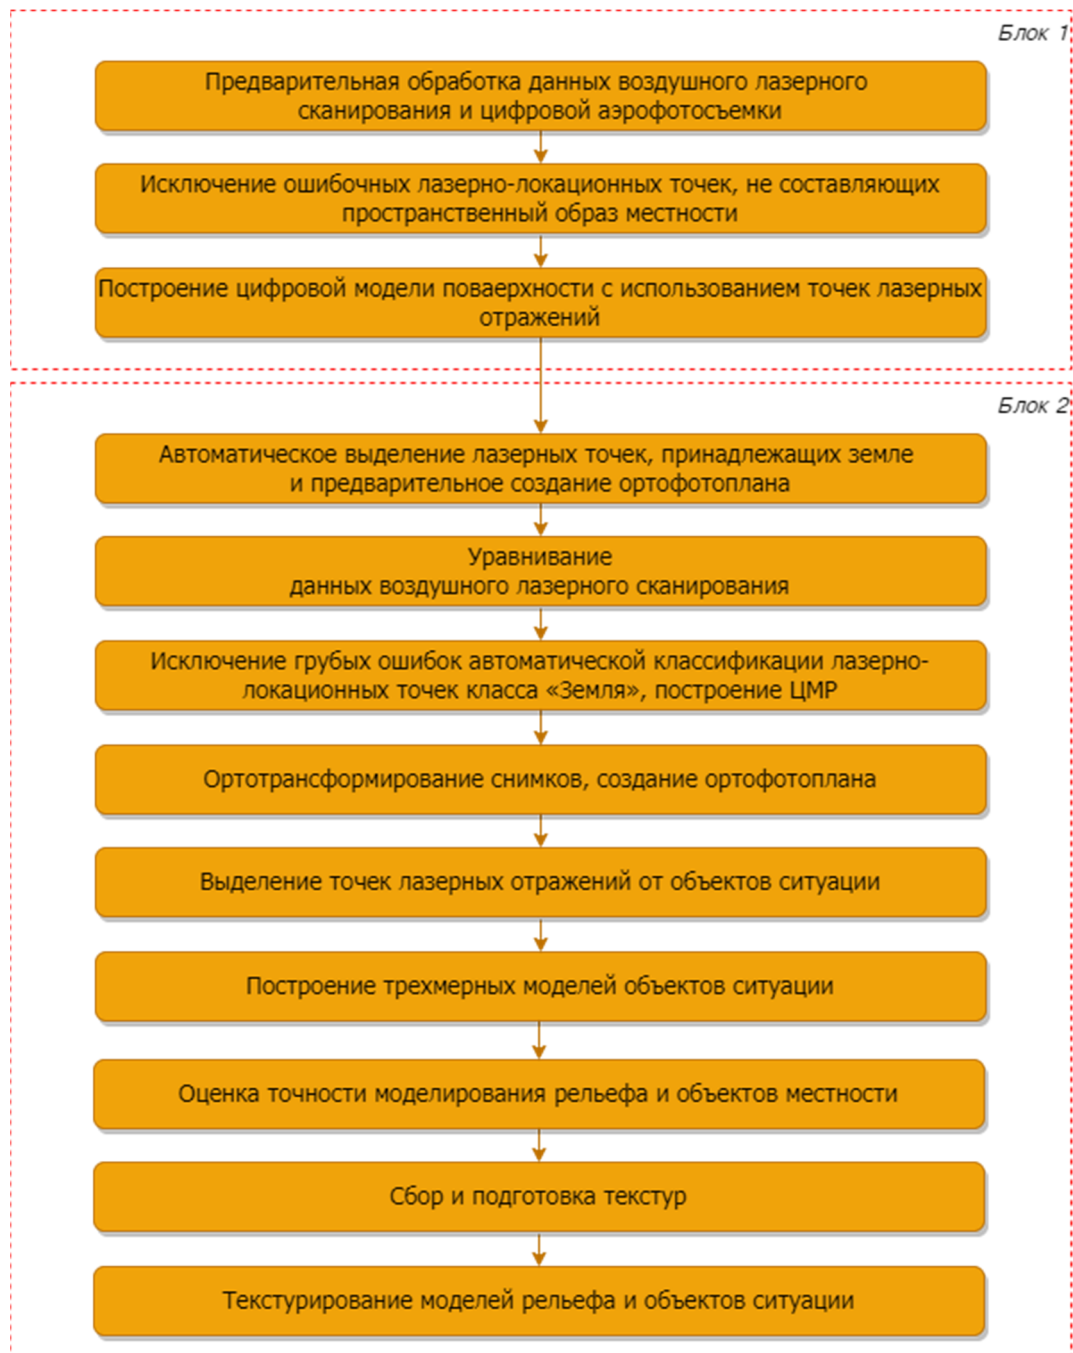 Блок 1
Предварительная обработка данных воздушного лазерного
сканирования и цифровой аэрофотосъемки
Исключение ошибочных лазерно-локационных точек, не составляющих
пространственный образ местности
Построение цифровой модели поваерхности с использованием точек лазерных
отражений
Блок 2
Автоматическое выделение лазерных точек, принадлежащих земле
и предварительное создание ортофотоплана
Уравнивание
данных воздушного лазерного сканирования
Исключение грубых ошибок автоматической классификации лазерно-
локационных точек класса «Земля», построение ЦМР
Ортотрансформирование снимков, создание ортофотоплана
Выделение точек лазерных отражений от объектов ситуации
Построение трехмерных моделей объектов ситуации
Оценка точности моделирования рельефа и объектов местности
Сбор и подготовка текстур
Текстурирование моделей рельефа и объектов ситуации